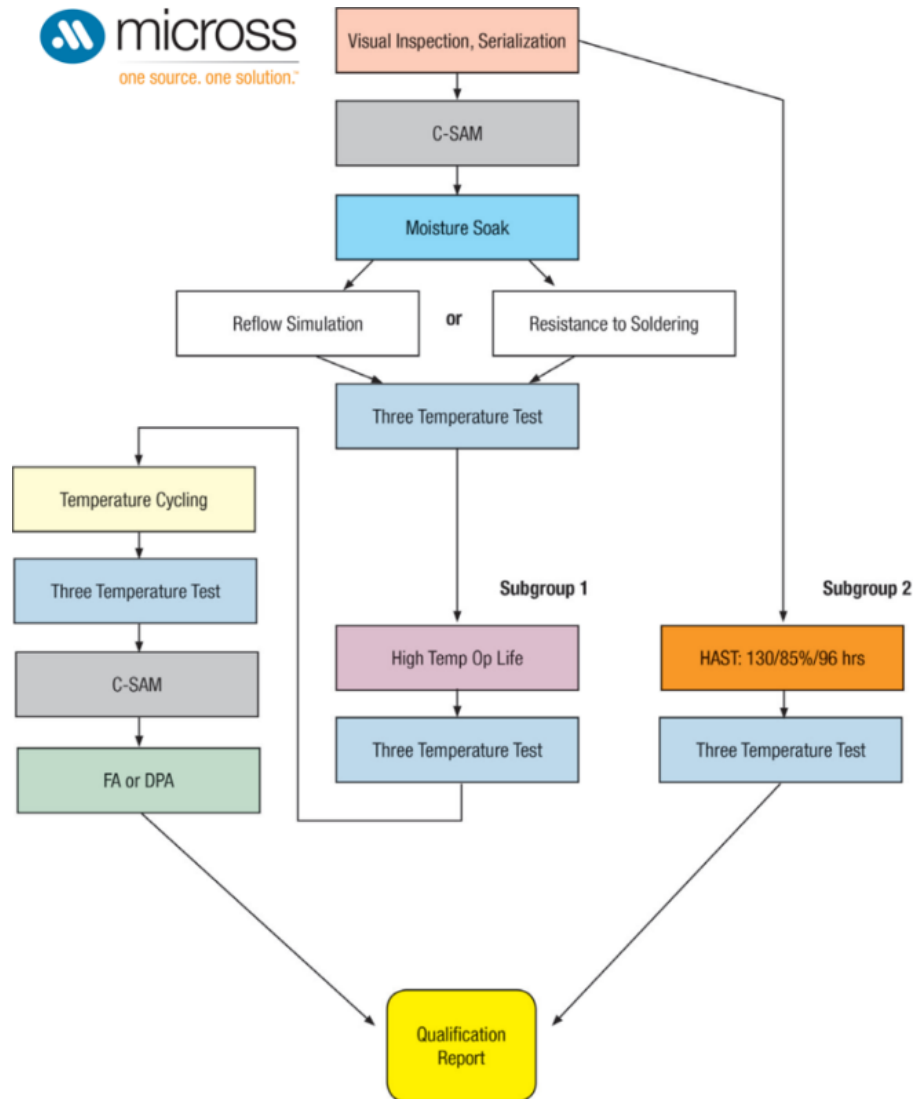 micross
one source. one solution.™
Visual Inspection, Serialization
C-SAM
Moisture Soak
Reflow Simulation
or
Resistance to Soldering
Three Temperature Test
Temperature Cycling
Three Temperature Test
C-SAM
FA or DPA
Subgroup 1
High Temp Op Life
Three Temperature Test
Subgroup 2
HAST: 130/85%/96 hrs
Three Temperature Test
Qualification
Report